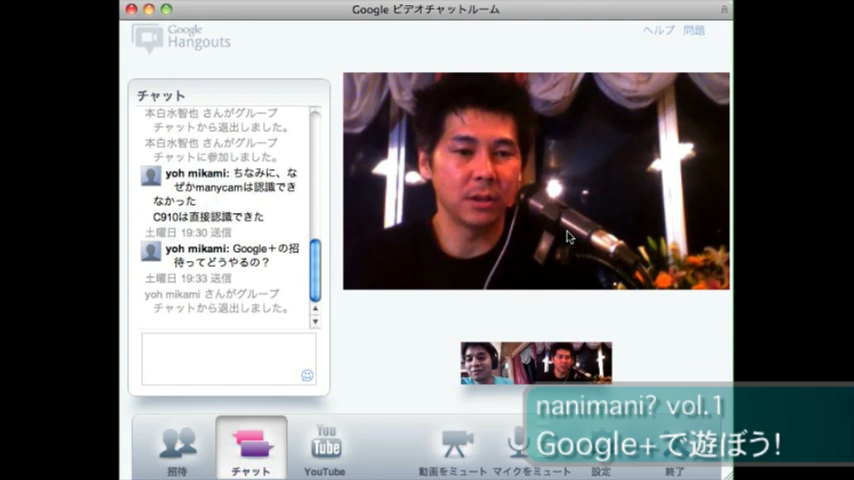 Google ビデオチャットルーム
Google
Hangouts
ヘルプ 問題
チャット
本白水智也 さんがグループ
チャットから退出しました。
本白水智也 さんがグループ
チャットに参加しました。
yoh mikami: ちなみに、な
ぜかmanycamは認識でき
なかった
C910は直接認識できた
土曜日 19:30 送信
yoh mikami: Google＋の招
待ってどうやるの？
土曜日 19:33 送信
yoh mikami さんがグループ
チャットから退出しました。
nanimani? vol.1
Google+で遊ぼう!
You
Tube
招待
チャット
YouTube
動画をミュート
マイクをミュート
設定
終了